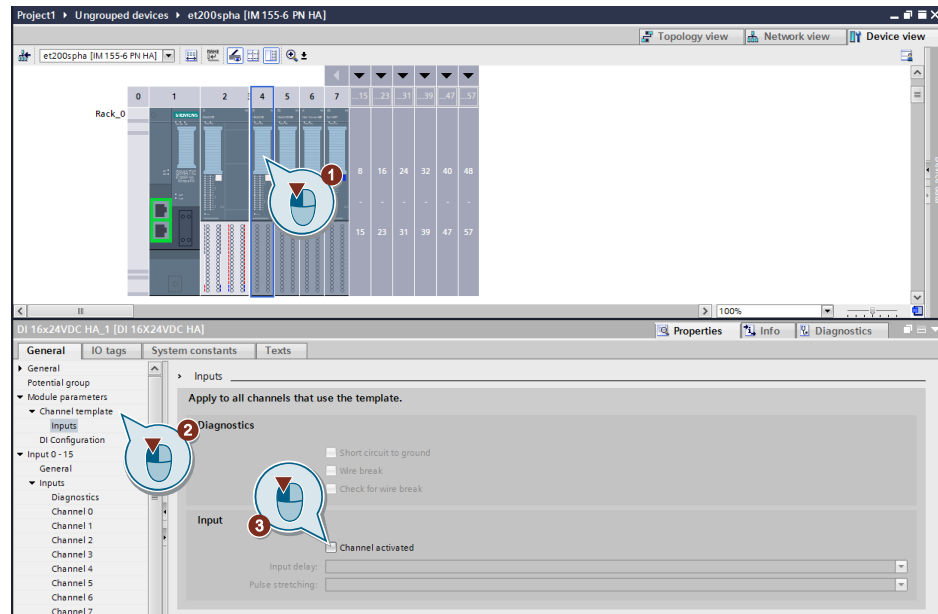 Project1 ▸ Ungrouped devices ▸ et200spha [IM 155-6 PN HA]
Topology view Network view Device view
et200spha [IM 155-6 PN HA]
0 1 2 4 5 6 7 ...15 ...23 ...31 ...39 ...47 ...57
Rack_0
SIEMENS
SIMATIC
1
8 16 24 32 40 48
- - - - - -
15 23 31 39 47 57
100%
DI 16x24VDC HA_1 [DI 16X24VDC HA]
Properties Info Diagnostics
General IO tags System constants Texts
General
Potential group
Module parameters
Channel template
Inputs
DI Configuration
Input 0 - 15
General
Inputs
Diagnostics
Channel 0
Channel 1
Channel 2
Channel 3
Channel 4
Channel 5
Channel 6
Channel 7
2
Inputs
Apply to all channels that use the template.
Diagnostics
Short circuit to ground
Wire break
Check for wire break
Input
3
Channel activated
Input delay:
Pulse stretching: